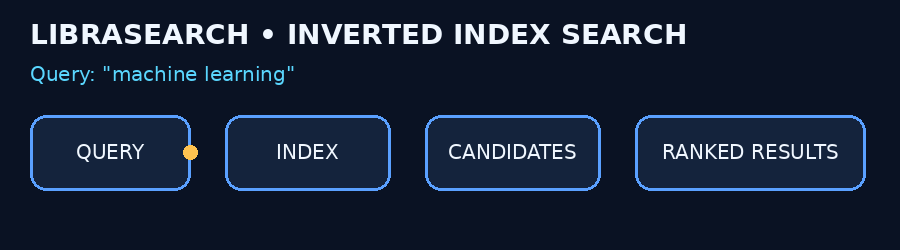 LIBRASEARCH • INVERTED INDEX SEARCH
Query: "machine learning"
QUERY
INDEX
CANDIDATES
RANKED RESULTS